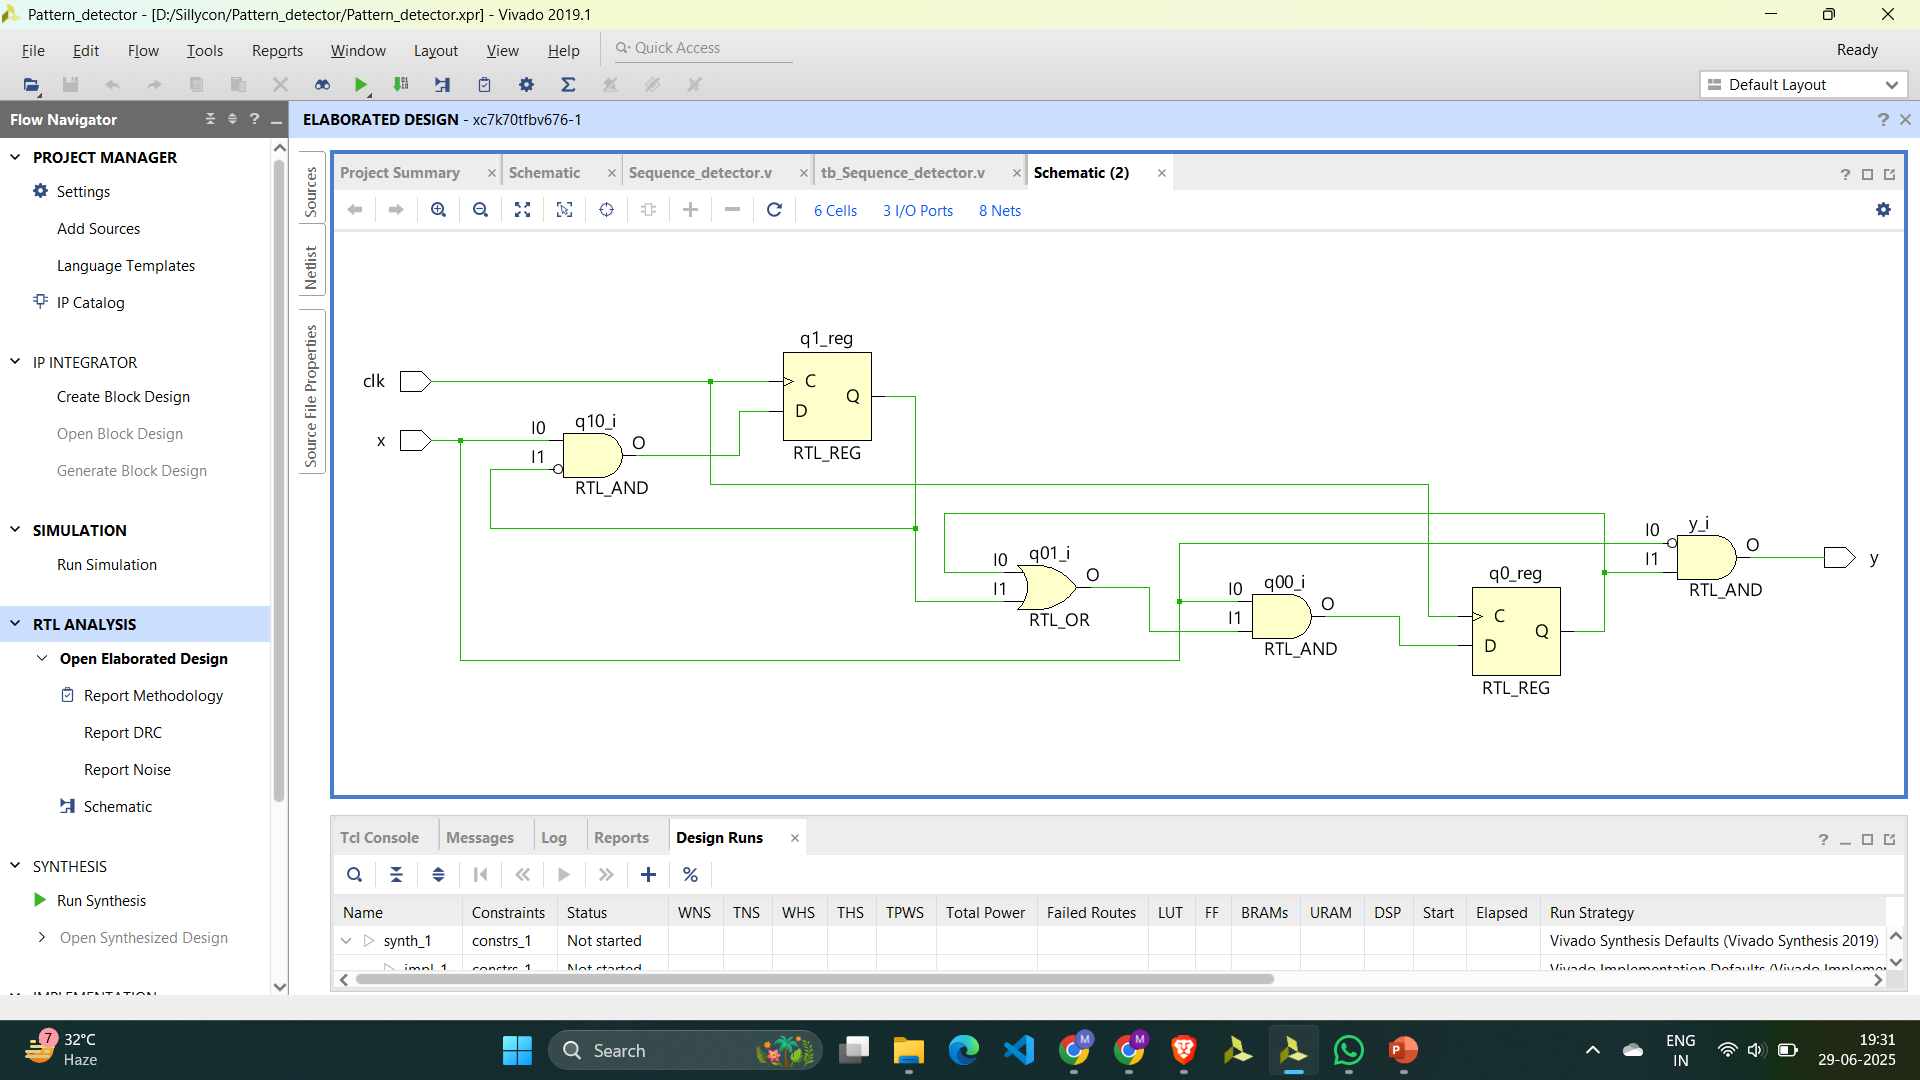 Pattern_detector - [D:/Sillycon/Pattern_detector/Pattern_detector.xpr] - Vivado 2019.1
File Edit Flow Tools Reports Window Layout View Help Quick Access
Ready
Default Layout
Flow Navigator
PROJECT MANAGER
Settings
Add Sources
Language Templates
IP Catalog
IP INTEGRATOR
Create Block Design
Open Block Design
Generate Block Design
SIMULATION
Run Simulation
RTL ANALYSIS
Open Elaborated Design
Report Methodology
Report DRC
Report Noise
Schematic
SYNTHESIS
Run Synthesis
Open Synthesized Design
IMPLEMENTATION
ELABORATED DESIGN - xc7k70tfbv676-1
Sources
Netlist
Source File Properties
Project Summary Schematic Sequence_detector.v tb_Sequence_detector.v Schematic (2)
6 Cells 3 I/O Ports 8 Nets
q1_reg
clk
C
Q
D
RTL_REG
x
q10_i
I0
I1
O
RTL_AND
q01_i
I0
I1
O
RTL_OR
q00_i
I0
I1
O
RTL_AND
q0_reg
C
Q
D
RTL_REG
y_i
I0
I1
O
RTL_AND
y
Tcl Console Messages Log Reports Design Runs
Name Constraints Status WNS TNS WHS THS TPWS Total Power Failed Routes LUT FF BRAMs URAM DSP Start Elapsed Run Strategy
synth_1 constrs_1 Not started Vivado Synthesis Defaults (Vivado Synthesis 2019)
impl_1 constrs_1 Not started Vivado Implementation Defaults (Vivado Implemen
7
32°C
Haze
Search
M
M
ENG
IN
19:31
29-06-2025